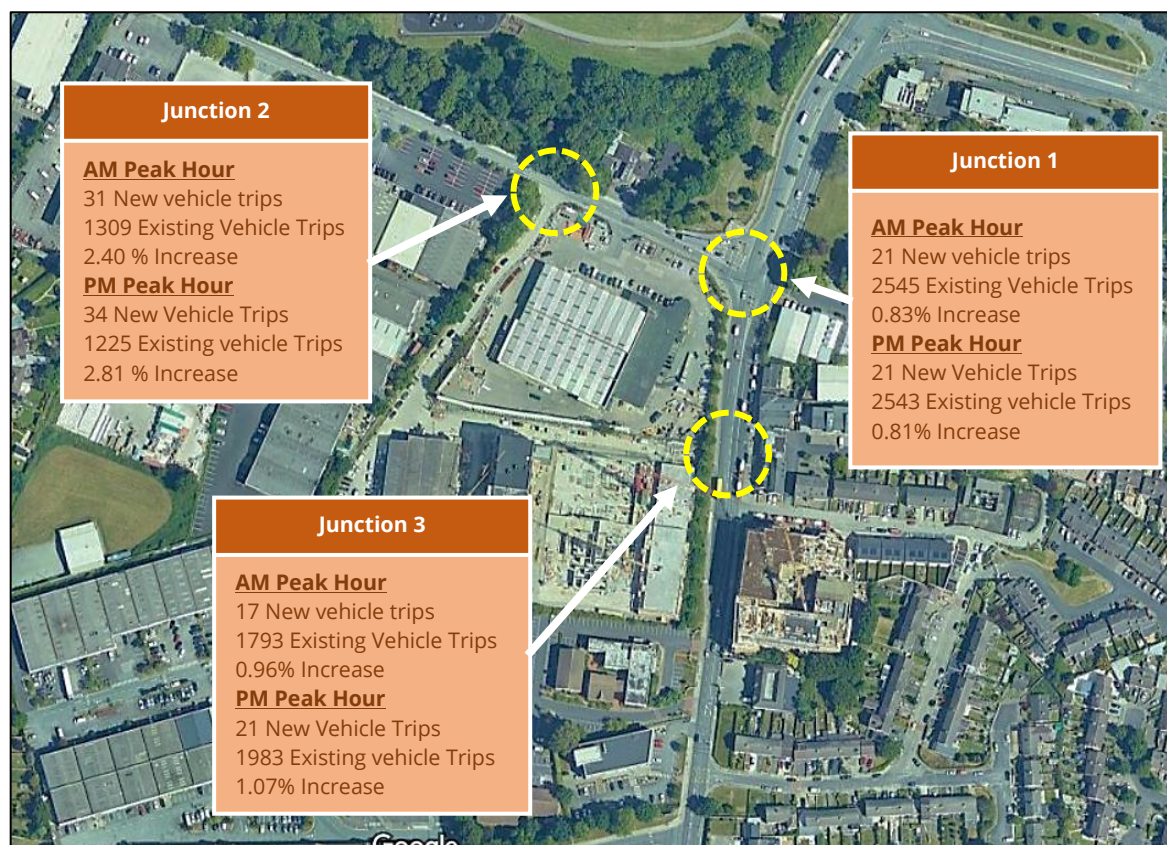 Junction 2
AM Peak Hour
31 New vehicle trips
1309 Existing Vehicle Trips
2.40 % Increase
PM Peak Hour
34 New Vehicle Trips
1225 Existing vehicle Trips
2.81 % Increase
Junction 1
AM Peak Hour
21 New vehicle trips
2545 Existing Vehicle Trips
0.83% Increase
PM Peak Hour
21 New Vehicle Trips
2543 Existing vehicle Trips
0.81% Increase
Junction 3
AM Peak Hour
17 New vehicle trips
1793 Existing Vehicle Trips
0.96% Increase
PM Peak Hour
21 New Vehicle Trips
1983 Existing vehicle Trips
1.07% Increase
Google